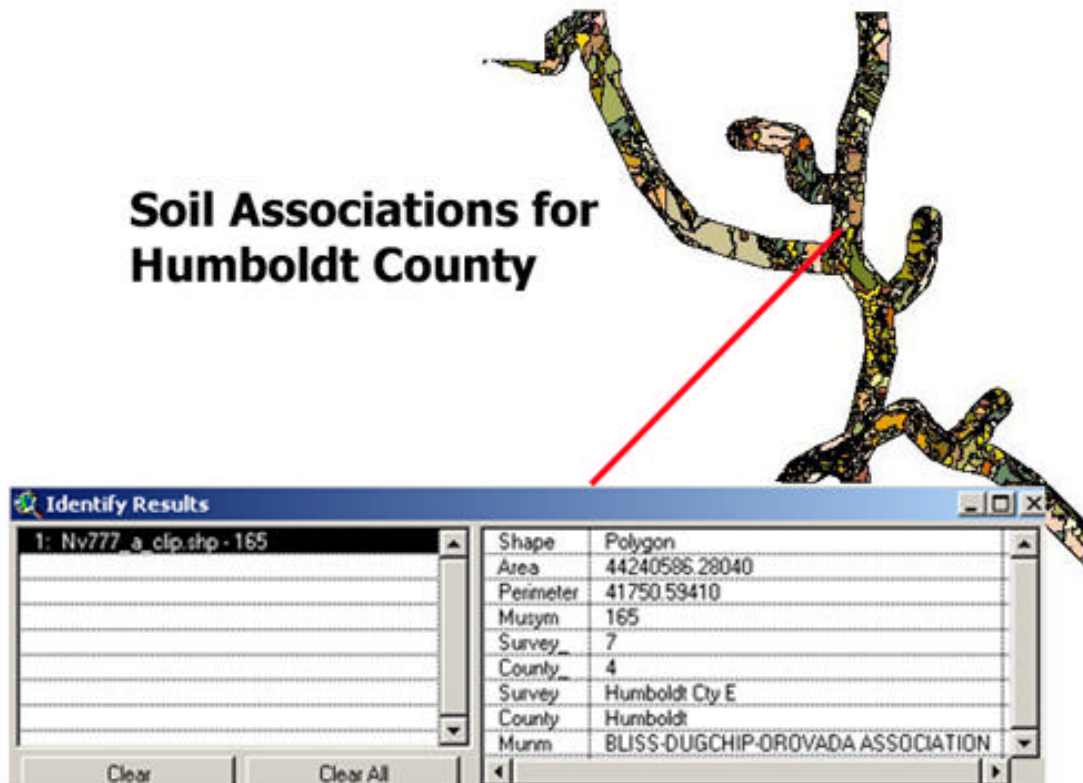 Soil Associations for
Humboldt County
Identify Results
1: Nv777_a_clip.shp - 165
Shape Polygon
Area 44240586.28040
Perimeter 41750.59410
Musym 165
Survey_ 7
County_ 4
Survey Humboldt Cty E
County Humboldt
Munm BLISS-DUGCHIP-OROVADA ASSOCIATION
Clear Clear All